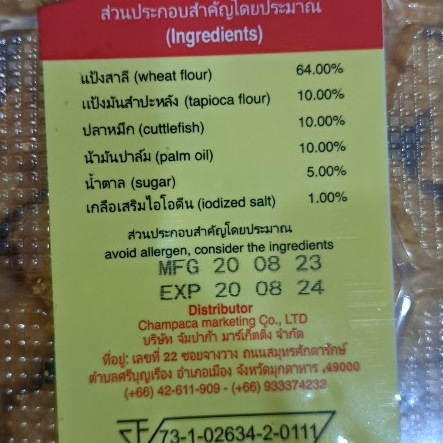 ส่วนประกอบสำคัญโดยประมาณ
(Ingredients)
แป้งสาลี (wheat flour) 64.00%
แป้งมันสำปะหลัง (tapioca flour) 10.00%
ปลาหมึก (cuttlefish) 10.00%
น้ำมันปาล์ม (palm oil) 10.00%
น้ำตาล (sugar) 5.00%
เกลือเสริมไอโอดีน (iodized salt) 1.00%
ส่วนประกอบสำคัญโดยประมาณ
avoid allergen, consider the ingredients
MFG 20 08 23
EXP 20 08 24
Distributor
Champaca marketing Co., LTD
บริษัท จัมปาก้า มาร์เก็ตติ้ง จำกัด
ที่อยู่: เลขที่ 22 ซอยจางวาง ถนนสมุทรศักดารักษ์
ตำบลศรีบุญเรือง อำเภอเมือง จังหวัดมุกดาหาร ,49000
(+66) 42-611-909 - (+66) 933374232
73-1-02634-2-0111